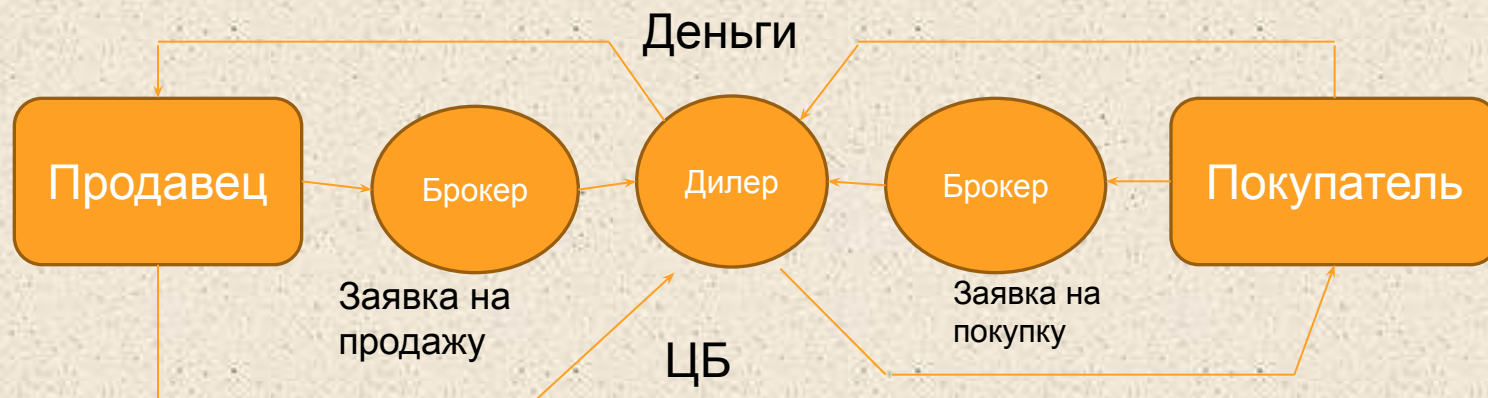 Деньги
Продавец
Брокер
Дилер
Брокер
Покупатель
Заявка на
продажу
Заявка на
покупку
ЦБ